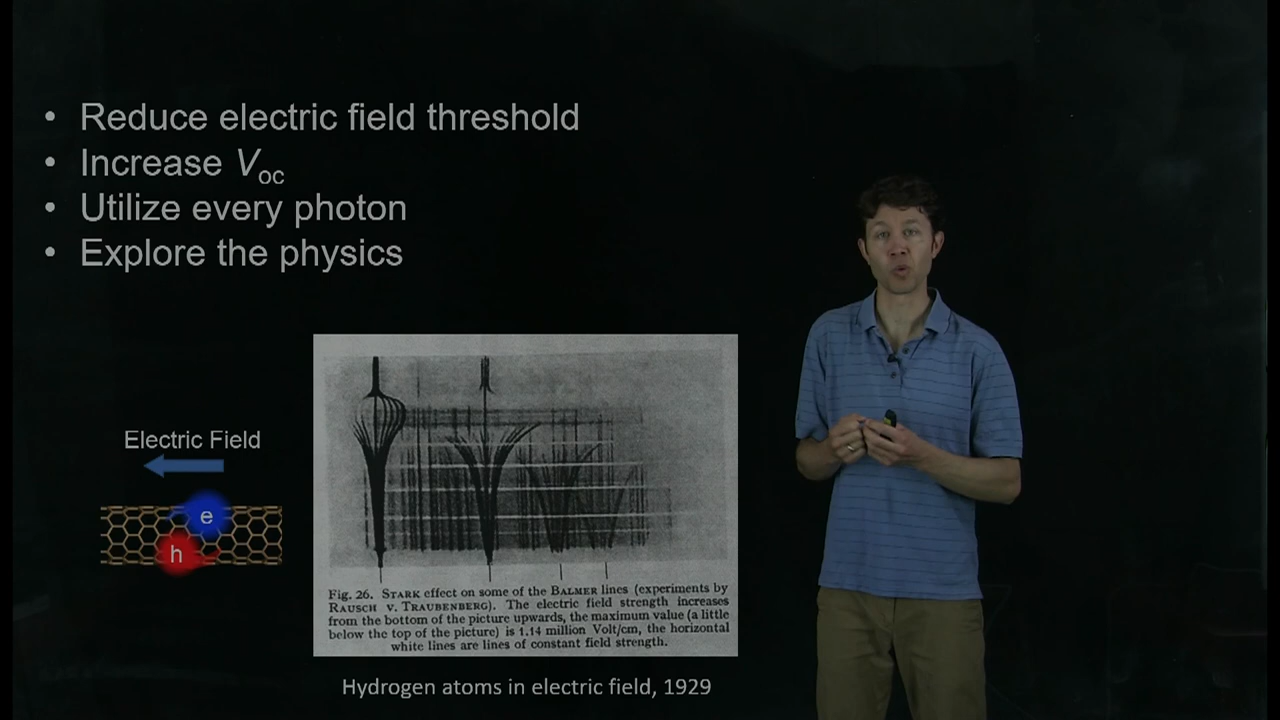 • Reduce electric field threshold
• Increase Voc
• Utilize every photon
• Explore the physics
Electric Field
e
h
Fig. 26. STARK effect on some of the BALMER lines (experiments by
RAUSCH V. TRAUBENBERG). The electric field strength increases
from the bottom of the picture upwards, the maximum value (a little
below the top of the picture) is 1.14 million Volt/cm, the horizontal
white lines are lines of constant field strength.
Hydrogen atoms in electric field, 1929